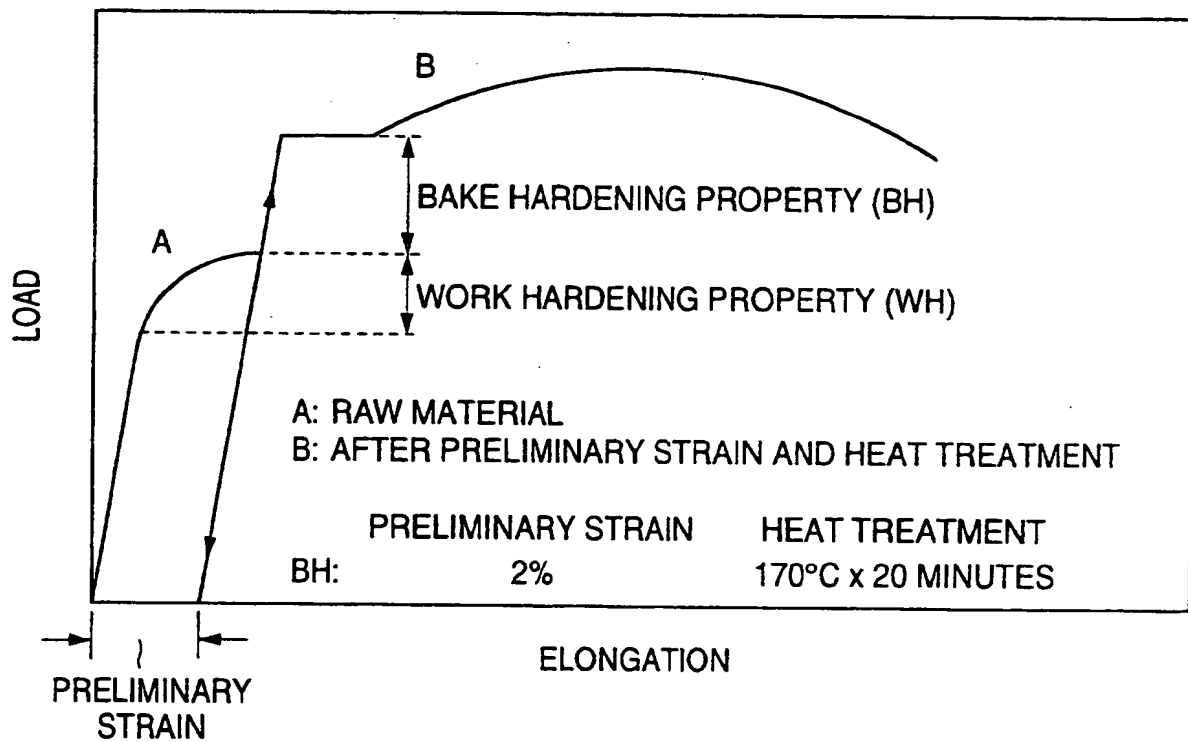 B
BAKE HARDENING PROPERTY (BH)
A
WORK HARDENING PROPERTY (WH)
LOAD
A: RAW MATERIAL
B: AFTER PRELIMINARY STRAIN AND HEAT TREATMENT
PRELIMINARY STRAIN HEAT TREATMENT
BH: 2% 170°C x 20 MINUTES
ELONGATION
PRELIMINARY
STRAIN